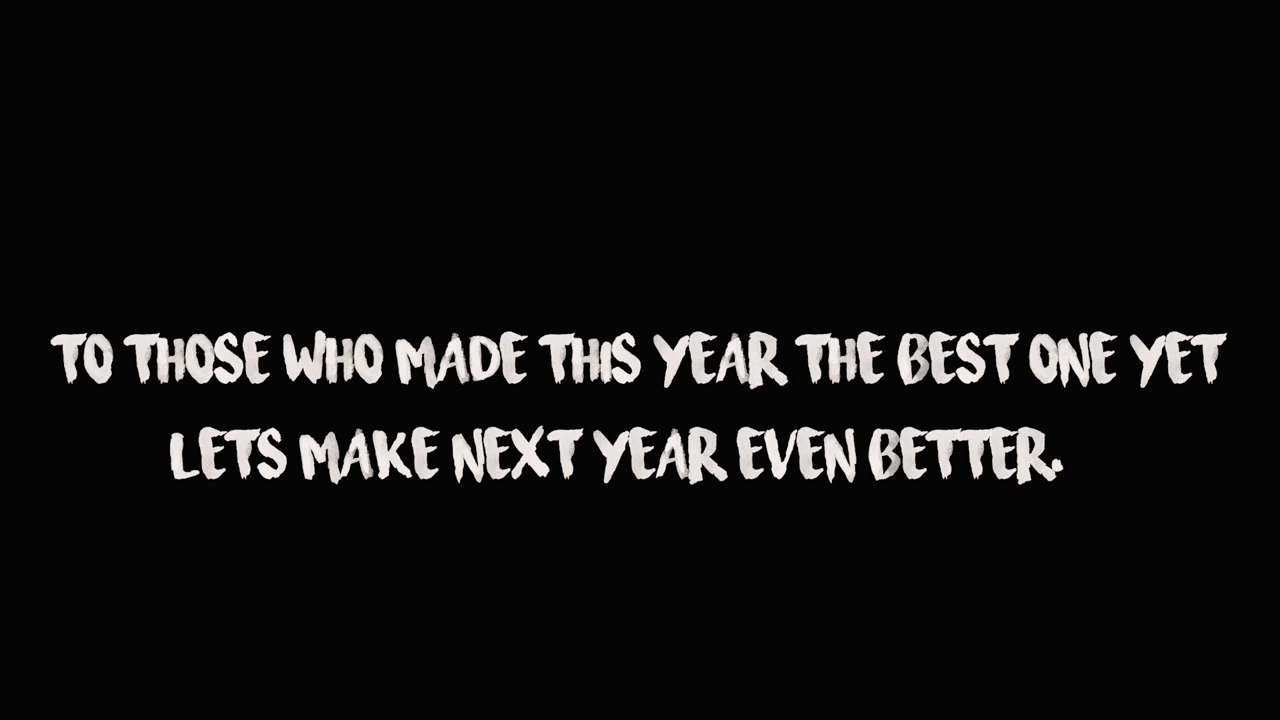 TO THOSE WHO MADE THIS YEAR THE BEST ONE YET
LETS MAKE NEXT YEAR EVEN BETTER.